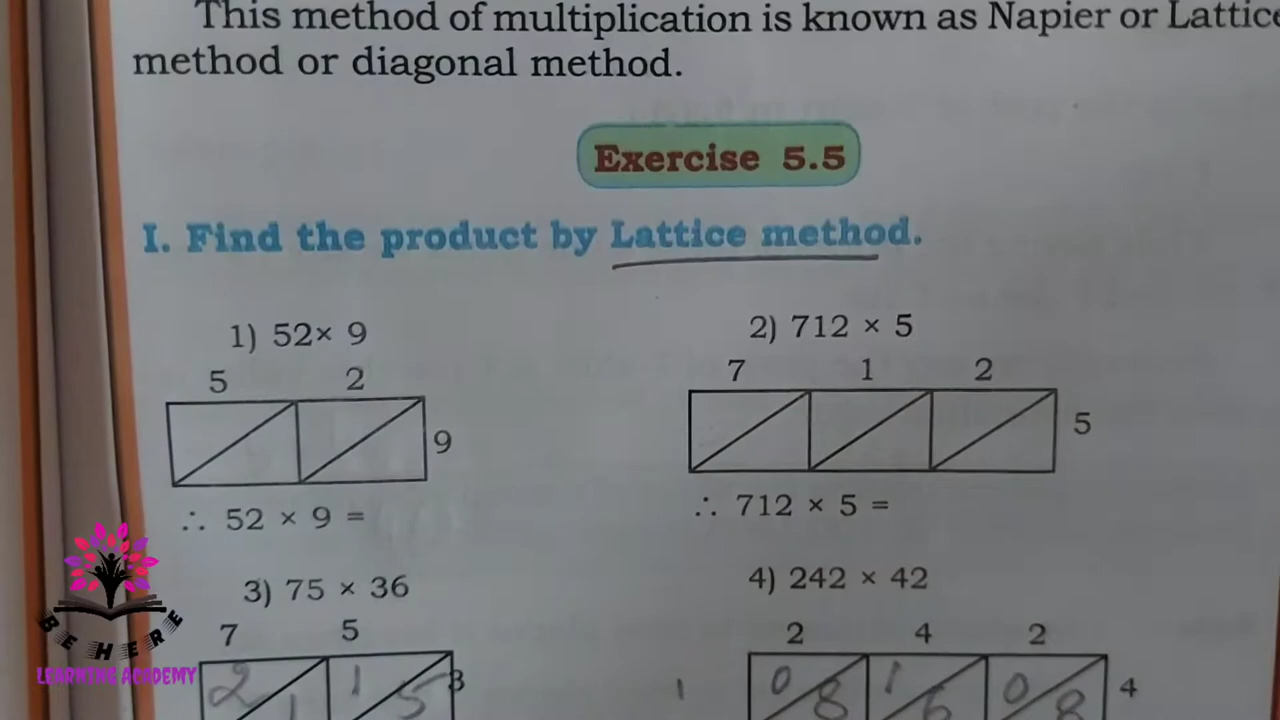 This method of multiplication is known as Napier or Lattice
method or diagonal method.
Exercise 5.5
I. Find the product by Lattice method.
1) 52× 9
5 2
9
∴ 52 × 9 =
2) 712 × 5
7 1 2
5
∴ 712 × 5 =
3) 75 × 36
7 5
2 1 1 5
3
4) 242 × 42
2 4 2
1 0 8 1 6 0 8
4
BEHERE
LEARNING ACADEMY